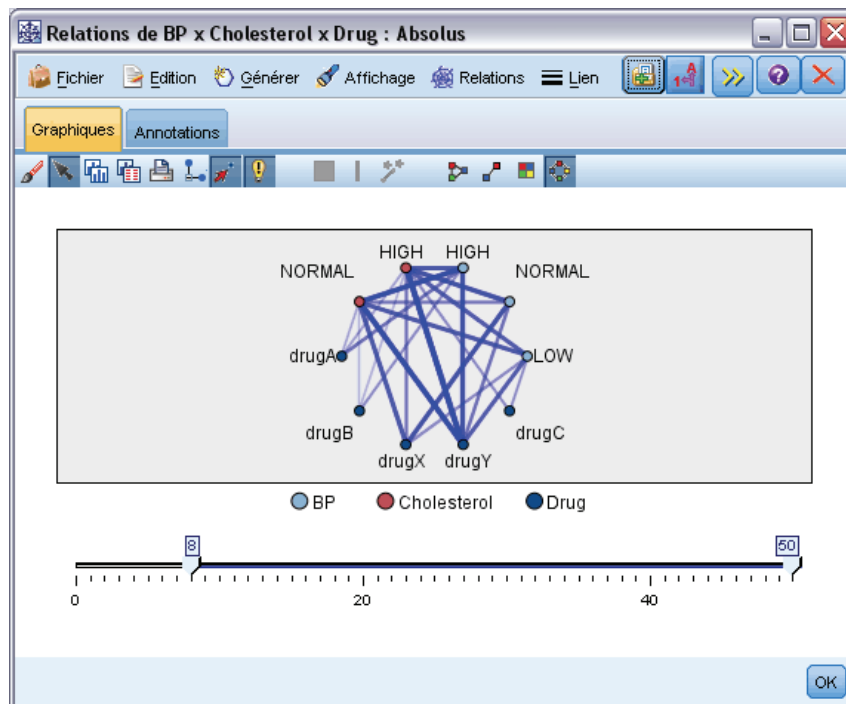 Relations de BP x Cholesterol x Drug : Absolus
Fichier Edition Générer Affichage Relations Lien
Graphiques Annotations
HIGH HIGH
NORMAL NORMAL
drugA LOW
drugB drugC
drugX drugY
BP Cholesterol Drug
8 50
0 20 40
OK